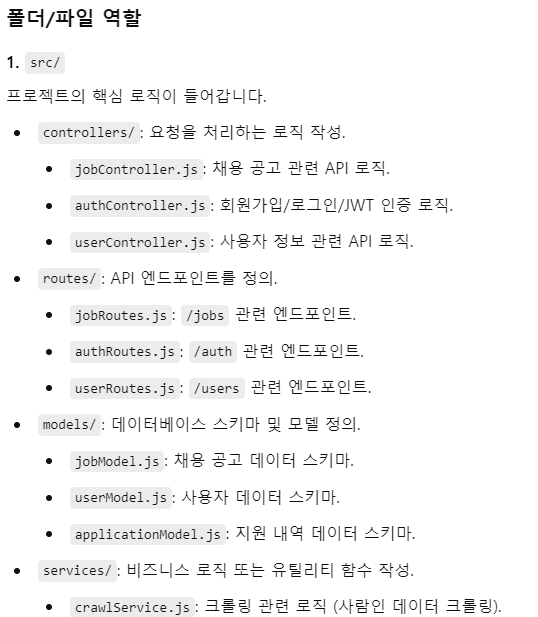 폴더/파일 역할
1. src/
프로젝트의 핵심 로직이 들어갑니다.
• controllers/ : 요청을 처리하는 로직 작성.
• jobController.js : 채용 공고 관련 API 로직.
• authController.js : 회원가입/로그인/JWT 인증 로직.
• userController.js : 사용자 정보 관련 API 로직.
• routes/ : API 엔드포인트를 정의.
• jobRoutes.js : /jobs 관련 엔드포인트.
• authRoutes.js : /auth 관련 엔드포인트.
• userRoutes.js : /users 관련 엔드포인트.
• models/ : 데이터베이스 스키마 및 모델 정의.
• jobModel.js : 채용 공고 데이터 스키마.
• userModel.js : 사용자 데이터 스키마.
• applicationModel.js : 지원 내역 데이터 스키마.
• services/ : 비즈니스 로직 또는 유틸리티 함수 작성.
• crawlService.js : 크롤링 관련 로직 (사람인 데이터 크롤링).